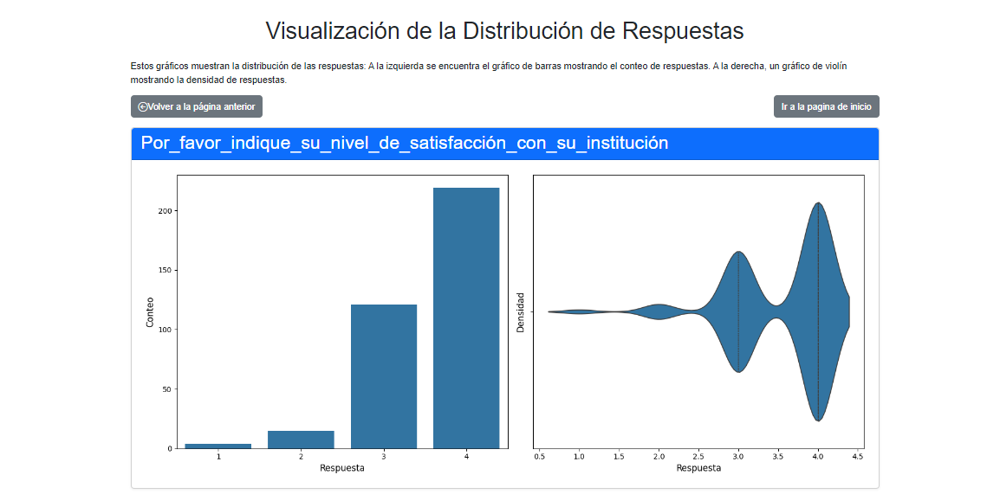 Visualización de la Distribución de Respuestas
Estos gráficos muestran la distribución de las respuestas: A la izquierda se encuentra el gráfico de barras mostrando el conteo de respuestas. A la derecha, un gráfico de violín
mostrando la densidad de respuestas.
Volver a la página anterior
Ir a la pagina de inicio
Por_favor_indique_su_nivel_de_satisfacción_con_su_institución
200
150
100
50
0
Conteo
1 2 3 4
Respuesta
Densidad
0.5 1.0 1.5 2.0 2.5 3.0 3.5 4.0 4.5
Respuesta